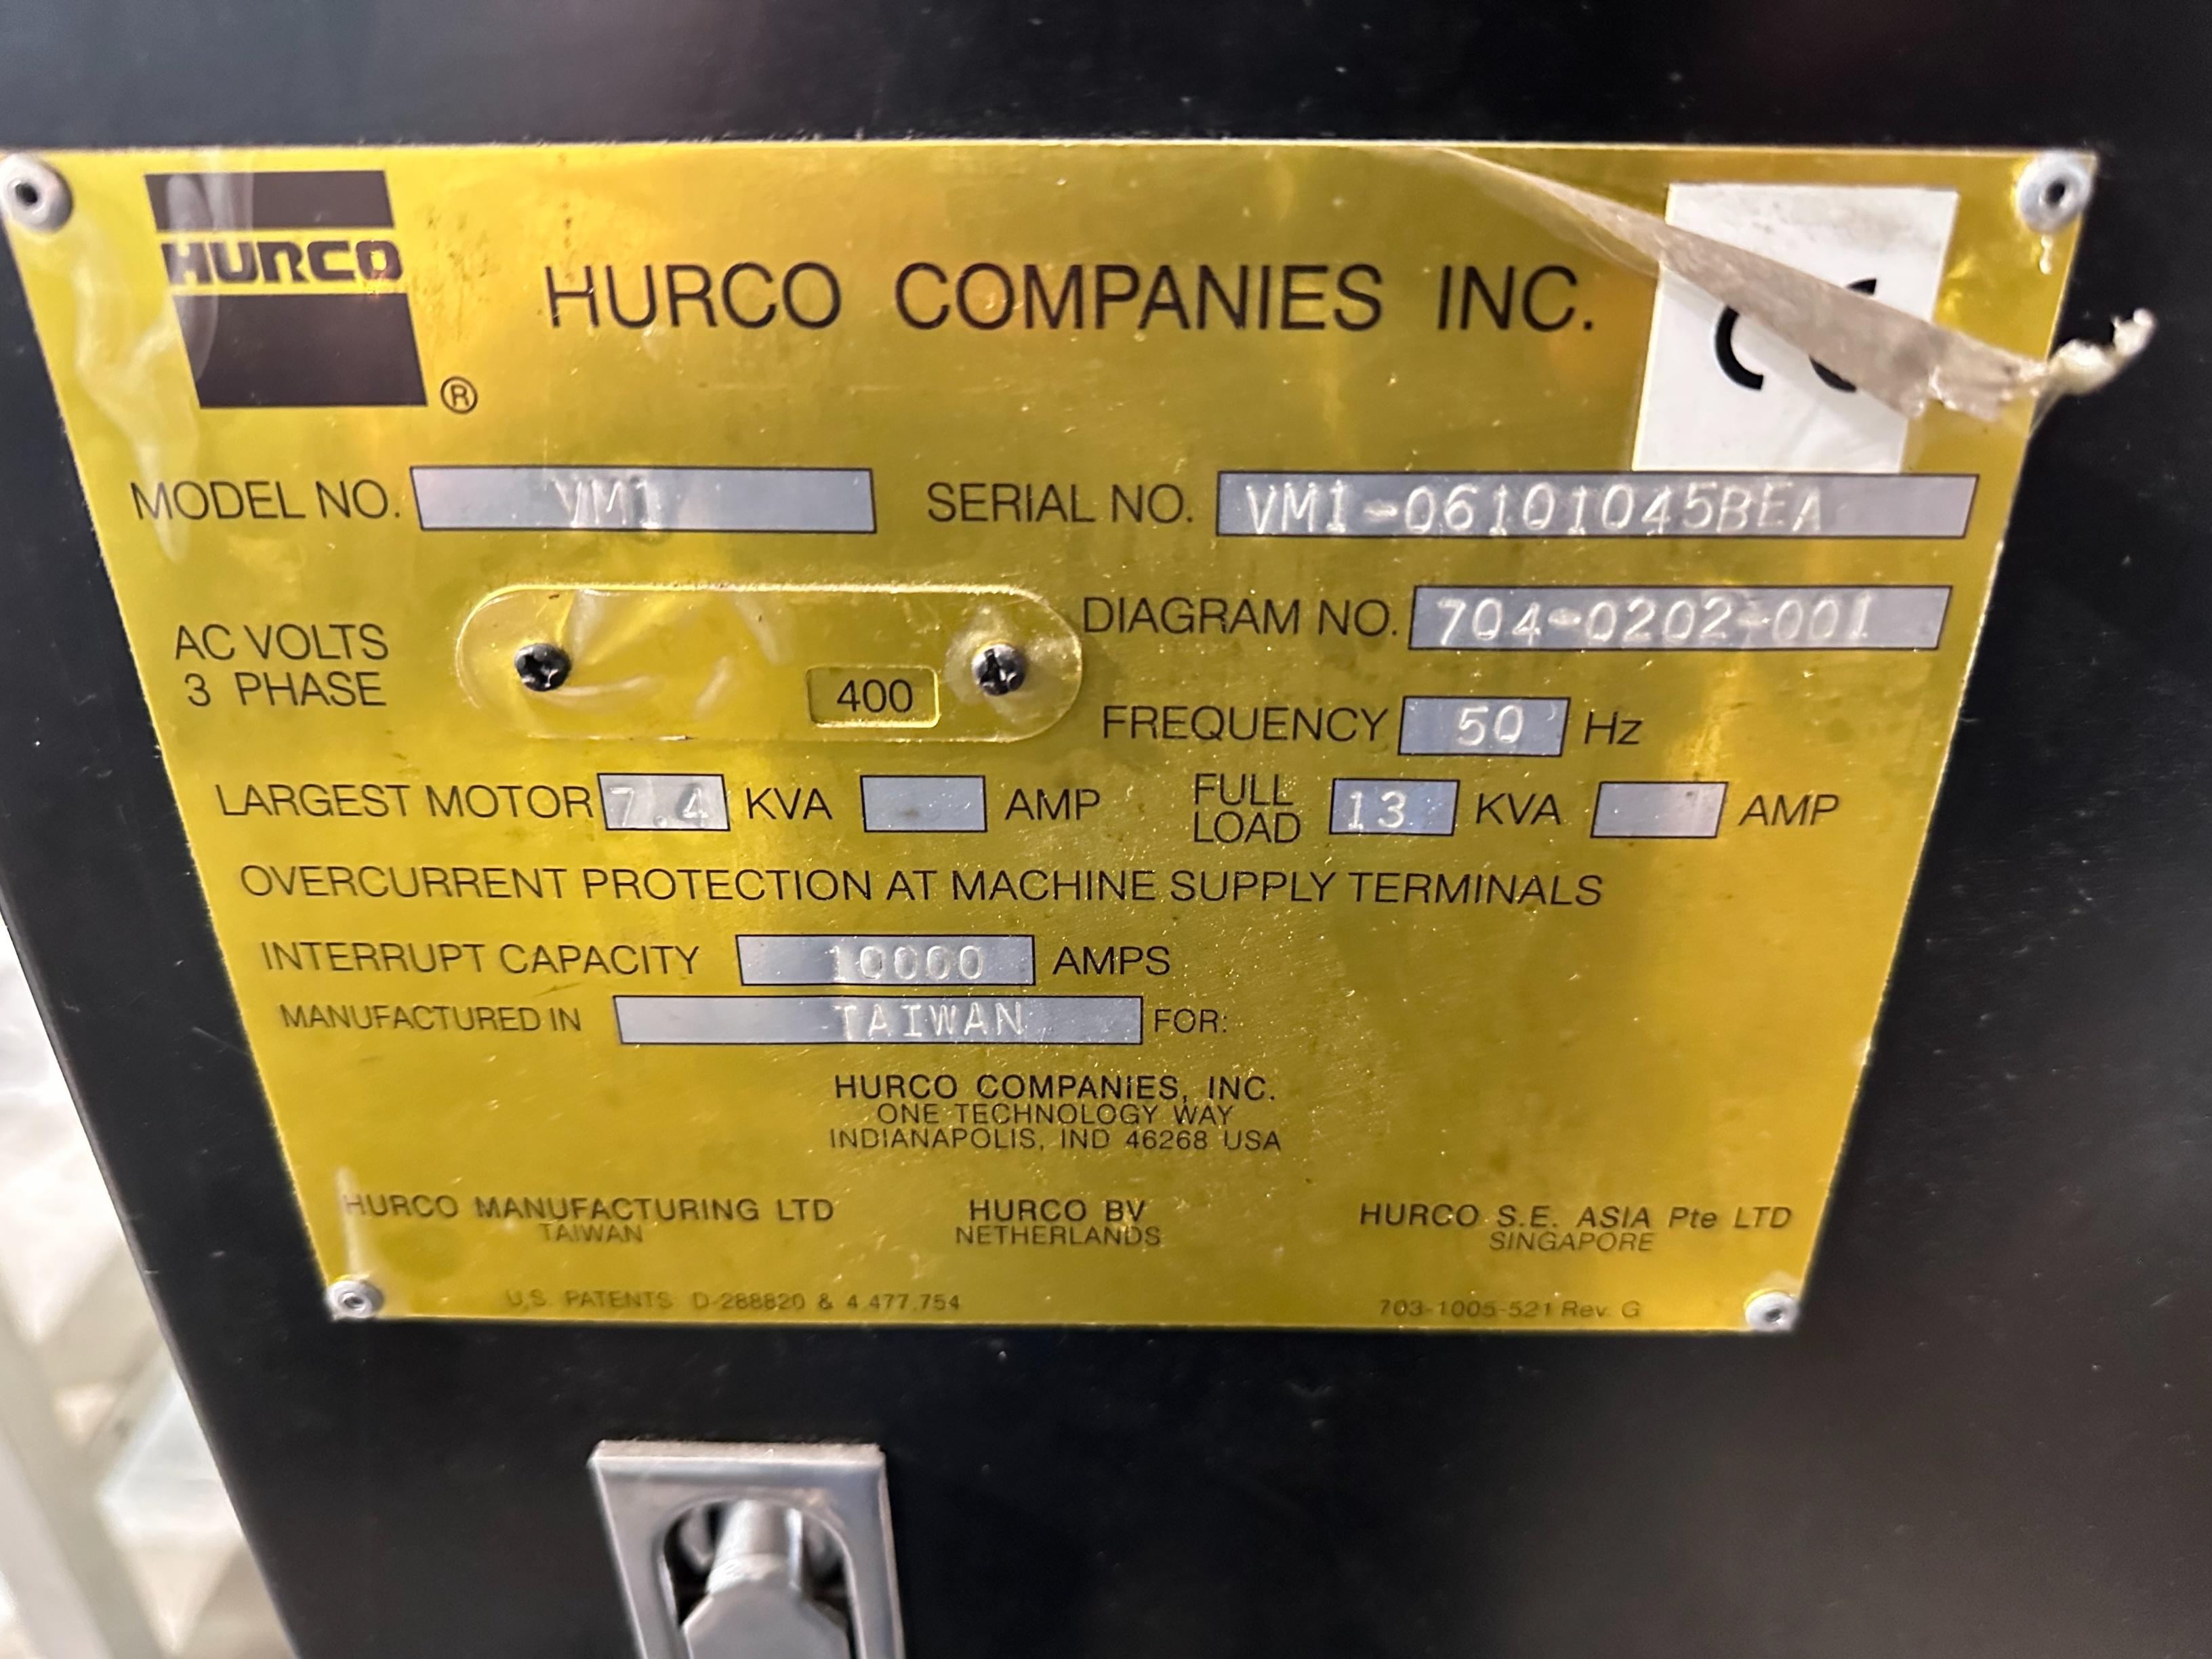 HURCO
®
HURCO COMPANIES INC.
CE
MODEL NO. VM1 SERIAL NO. VM1-06101045BEA
AC VOLTS
3 PHASE
400
DIAGRAM NO. 704-0202-001
FREQUENCY 50 Hz
LARGEST MOTOR 7.4 KVA AMP FULL LOAD 13 KVA AMP
OVERCURRENT PROTECTION AT MACHINE SUPPLY TERMINALS
INTERRUPT CAPACITY 10000 AMPS
MANUFACTURED IN TAIWAN FOR:
HURCO COMPANIES, INC.
ONE TECHNOLOGY WAY
INDIANAPOLIS, IND 46268 USA
HURCO MANUFACTURING LTD
TAIWAN
HURCO BV
NETHERLANDS
HURCO S.E. ASIA Pte LTD
SINGAPORE
U.S. PATENTS D-288820 & 4,477,754
703-1005-521 Rev. G